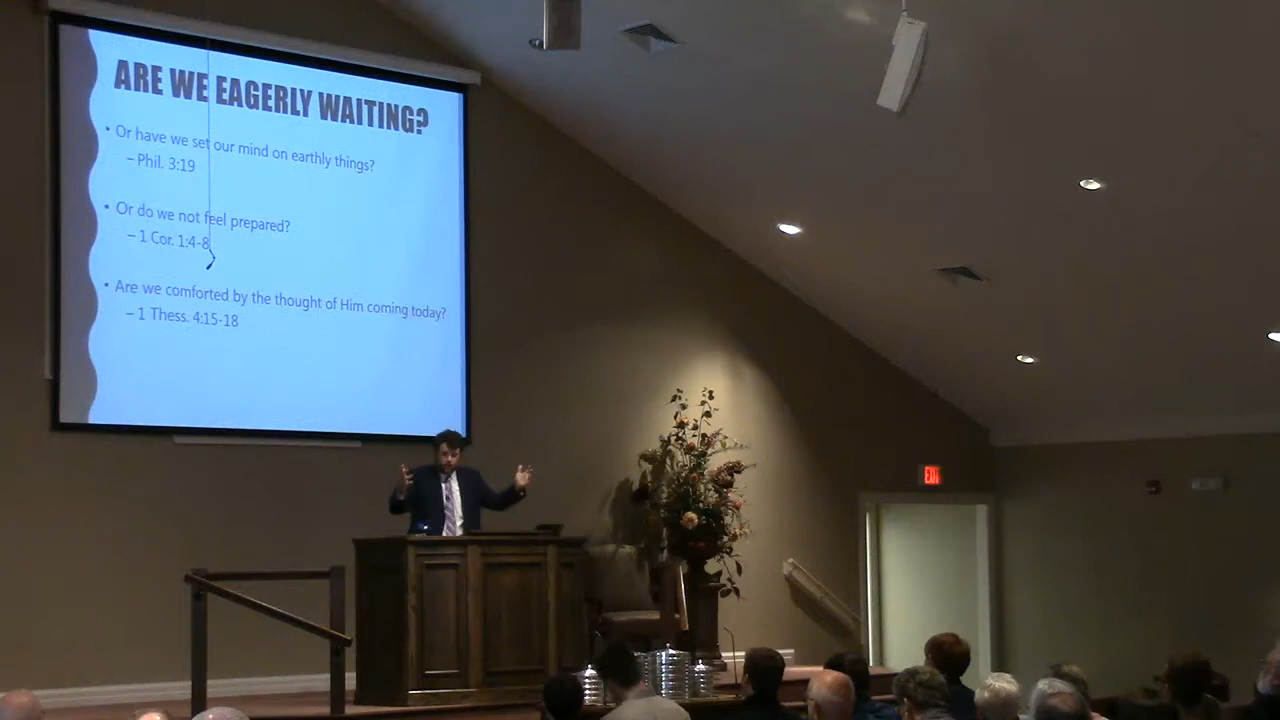 ARE WE EAGERLY WAITING?
• Or have we set our mind on earthly things?
– Phil. 3:19
• Or do we not feel prepared?
– 1 Cor. 1:4-8
• Are we comforted by the thought of Him coming today?
– 1 Thess. 4:15-18
EXIT